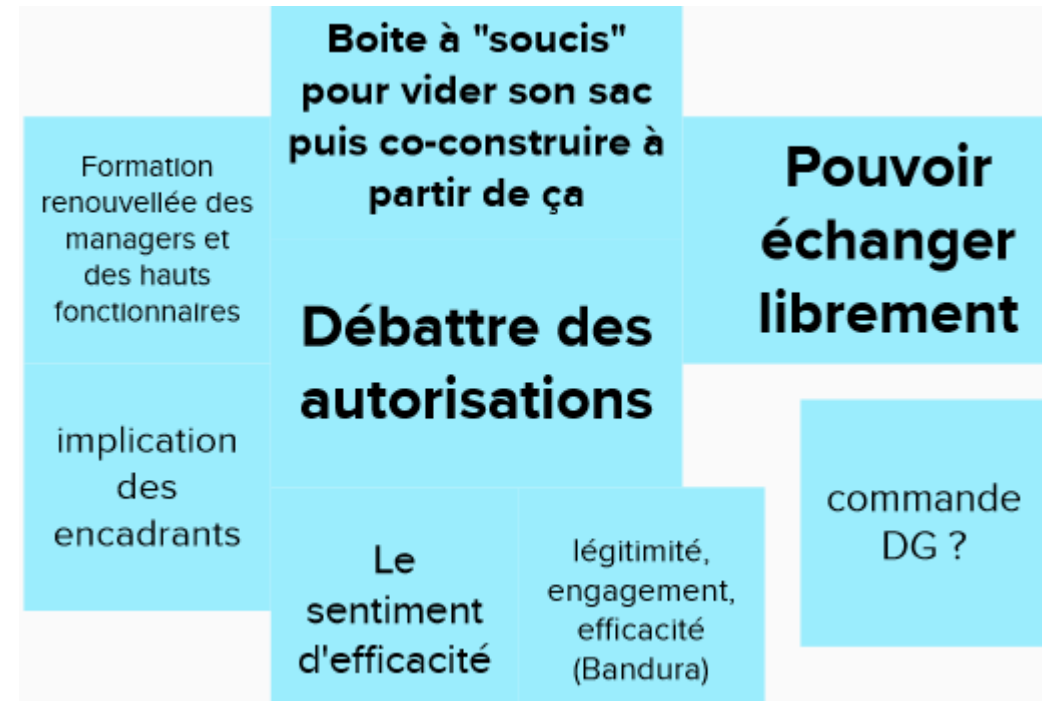 Boite à "soucis"
pour vider son sac
puis co-construire à
partir de ça
Formation
renouvellée des
managers et
des hauts
fonctionnaires
Pouvoir
échanger
librement
Débattre des
autorisations
implication
des
encadrants
commande
DG ?
Le
sentiment
d'efficacité
légitimité,
engagement,
efficacité
(Bandura)